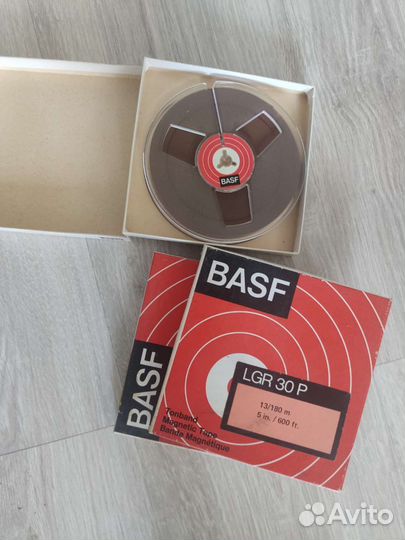 BASF
BASF
LGR 30 P
13/180 m
5 in. / 600 ft.
BASF
Tonband
Magnetic Tape
Bande Magnétique
Avito